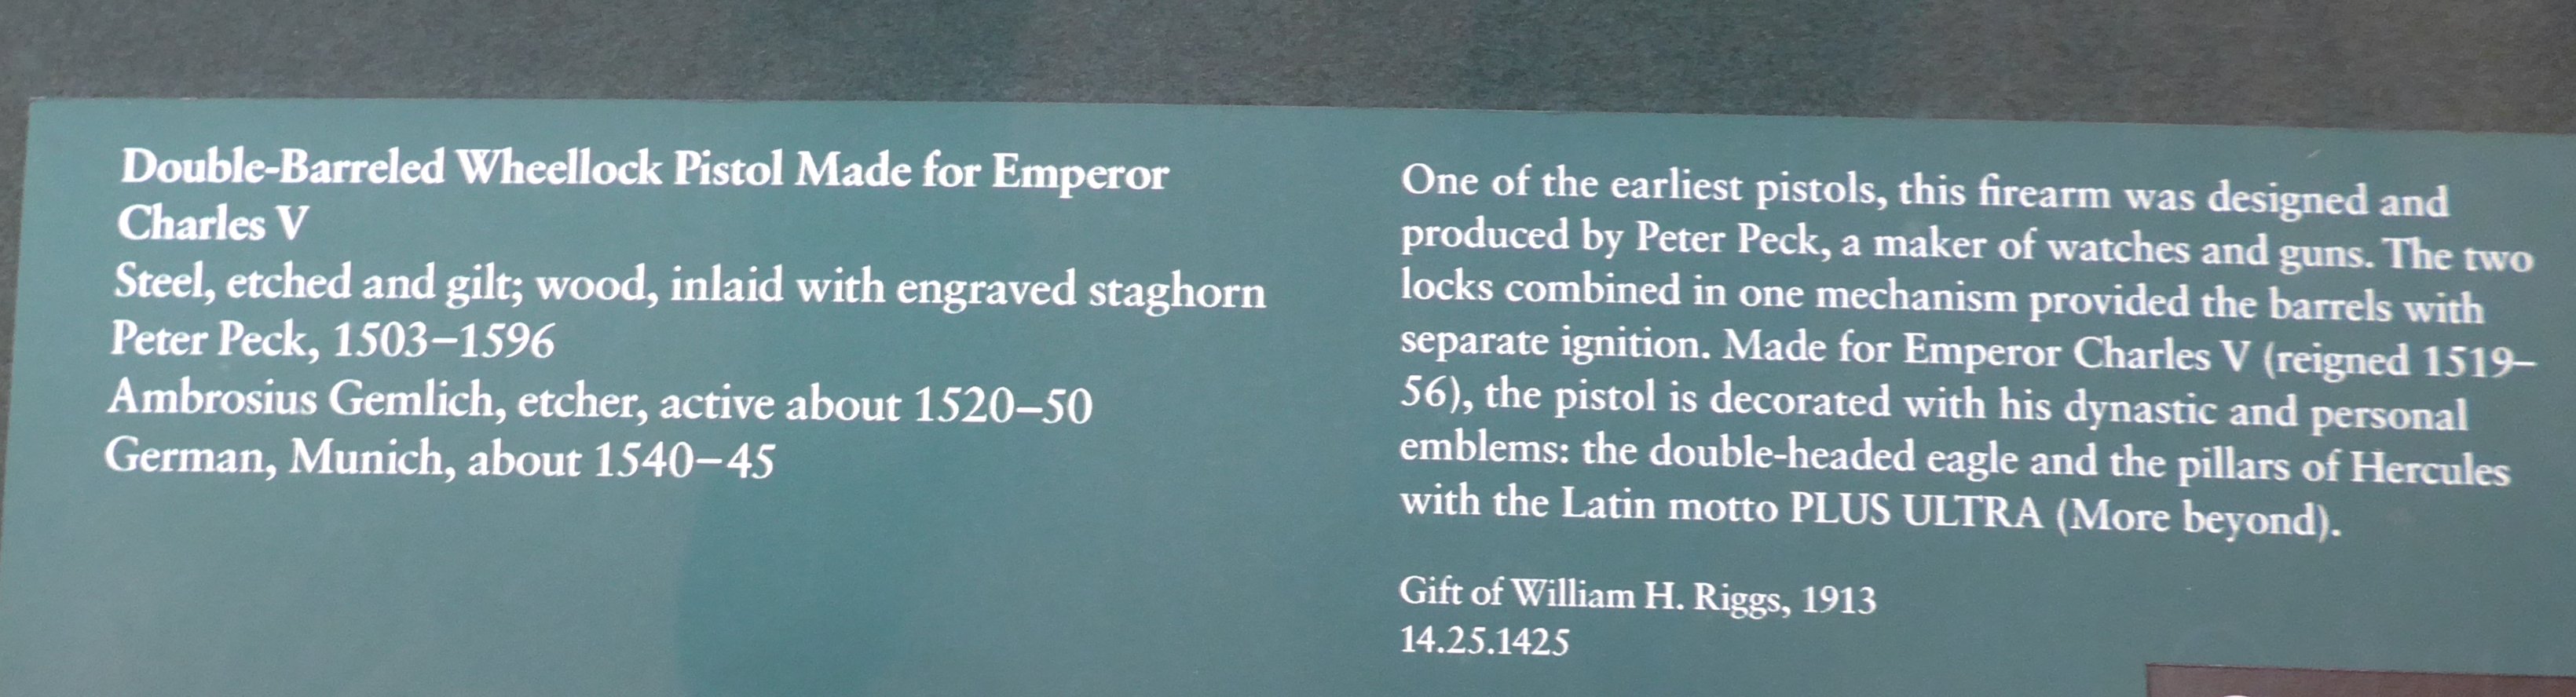 Double-Barreled Wheellock Pistol Made for Emperor
Charles V
Steel, etched and gilt; wood, inlaid with engraved staghorn
Peter Peck, 1503–1596
Ambrosius Gemlich, etcher, active about 1520–50
German, Munich, about 1540–45
One of the earliest pistols, this firearm was designed and
produced by Peter Peck, a maker of watches and guns. The two
locks combined in one mechanism provided the barrels with
separate ignition. Made for Emperor Charles V (reigned 1519–
56), the pistol is decorated with his dynastic and personal
emblems: the double-headed eagle and the pillars of Hercules
with the Latin motto PLUS ULTRA (More beyond).
Gift of William H. Riggs, 1913
14.25.1425